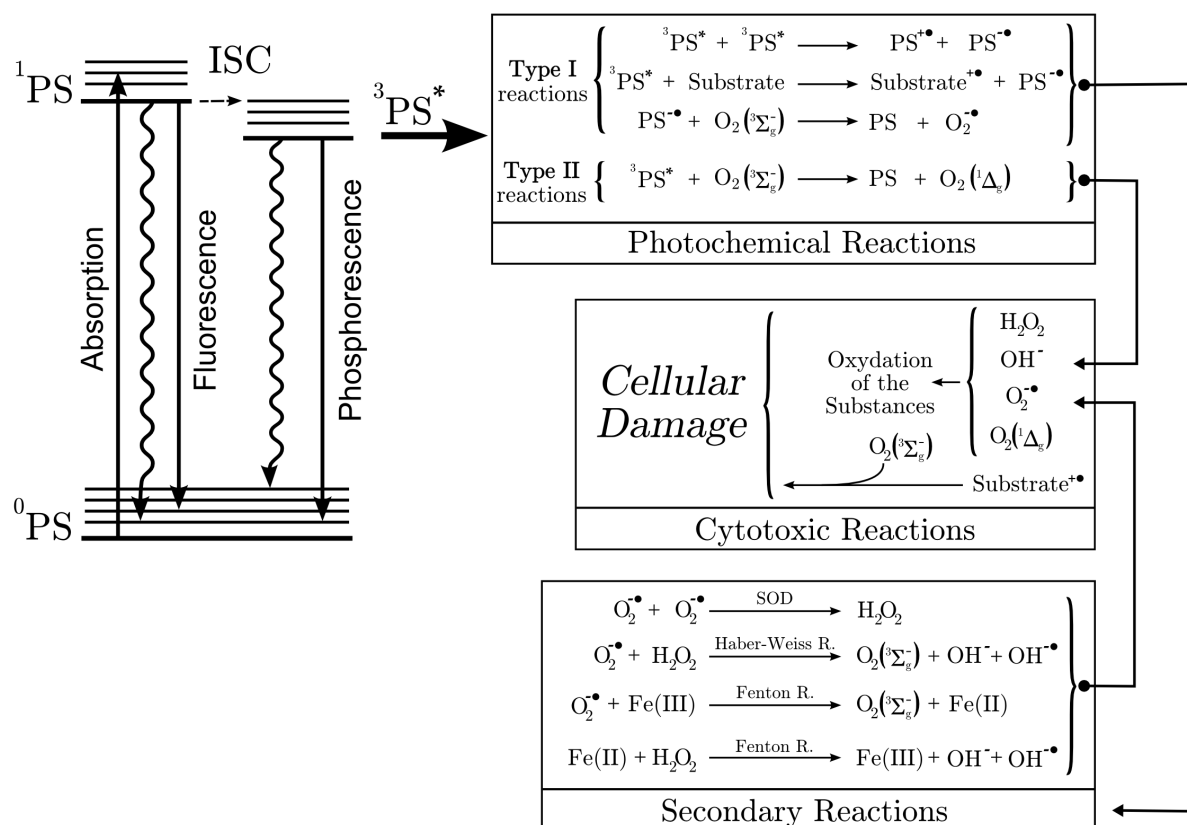 ¹PS
ISC
³PS*
Absorption
Fluorescence
Phosphorescence
⁰PS
Type I
reactions
³PS* + ³PS* ⟶ PS⁺• + PS⁻•
³PS* + Substrate ⟶ Substrate⁺• + PS⁻•
PS⁻• + O₂(³Σg⁻) ⟶ PS + O₂⁻•
Type II
reactions
³PS* + O₂(³Σg⁻) ⟶ PS + O₂(¹Δg)
Photochemical Reactions
Cellular
Damage
Oxydation
of the
Substances
O₂(³Σg⁻)
H₂O₂
OH⁻
O₂⁻•
O₂(¹Δg)
Substrate⁺•
Cytotoxic Reactions
O₂⁻• + O₂⁻• SOD ⟶ H₂O₂
O₂⁻• + H₂O₂ Haber-Weiss R. ⟶ O₂(³Σg⁻) + OH⁻ + OH⁻•
O₂⁻• + Fe(III) Fenton R. ⟶ O₂(³Σg⁻) + Fe(II)
Fe(II) + H₂O₂ Fenton R. ⟶ Fe(III) + OH⁻ + OH⁻•
Secondary Reactions